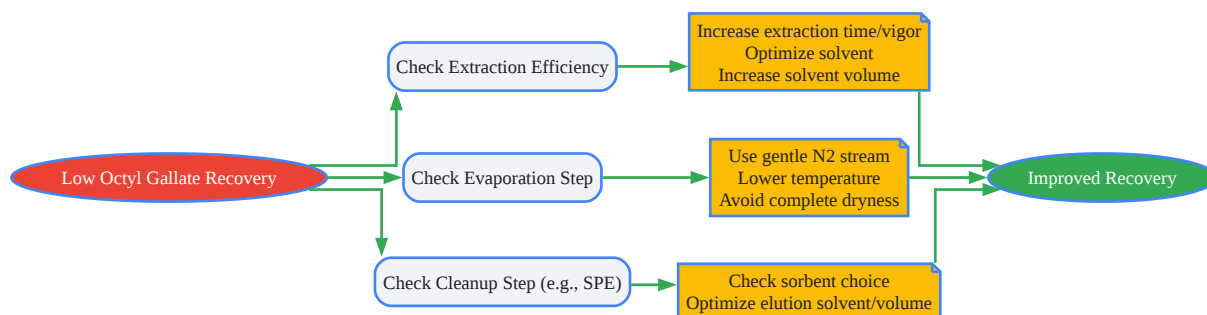 Low Octyl Gallate Recovery
Check Extraction Efficiency
Increase extraction time/vigor
Optimize solvent
Increase solvent volume
Check Evaporation Step
Use gentle N2 stream
Lower temperature
Avoid complete dryness
Check Cleanup Step (e.g., SPE)
Check sorbent choice
Optimize elution solvent/volume
Improved Recovery